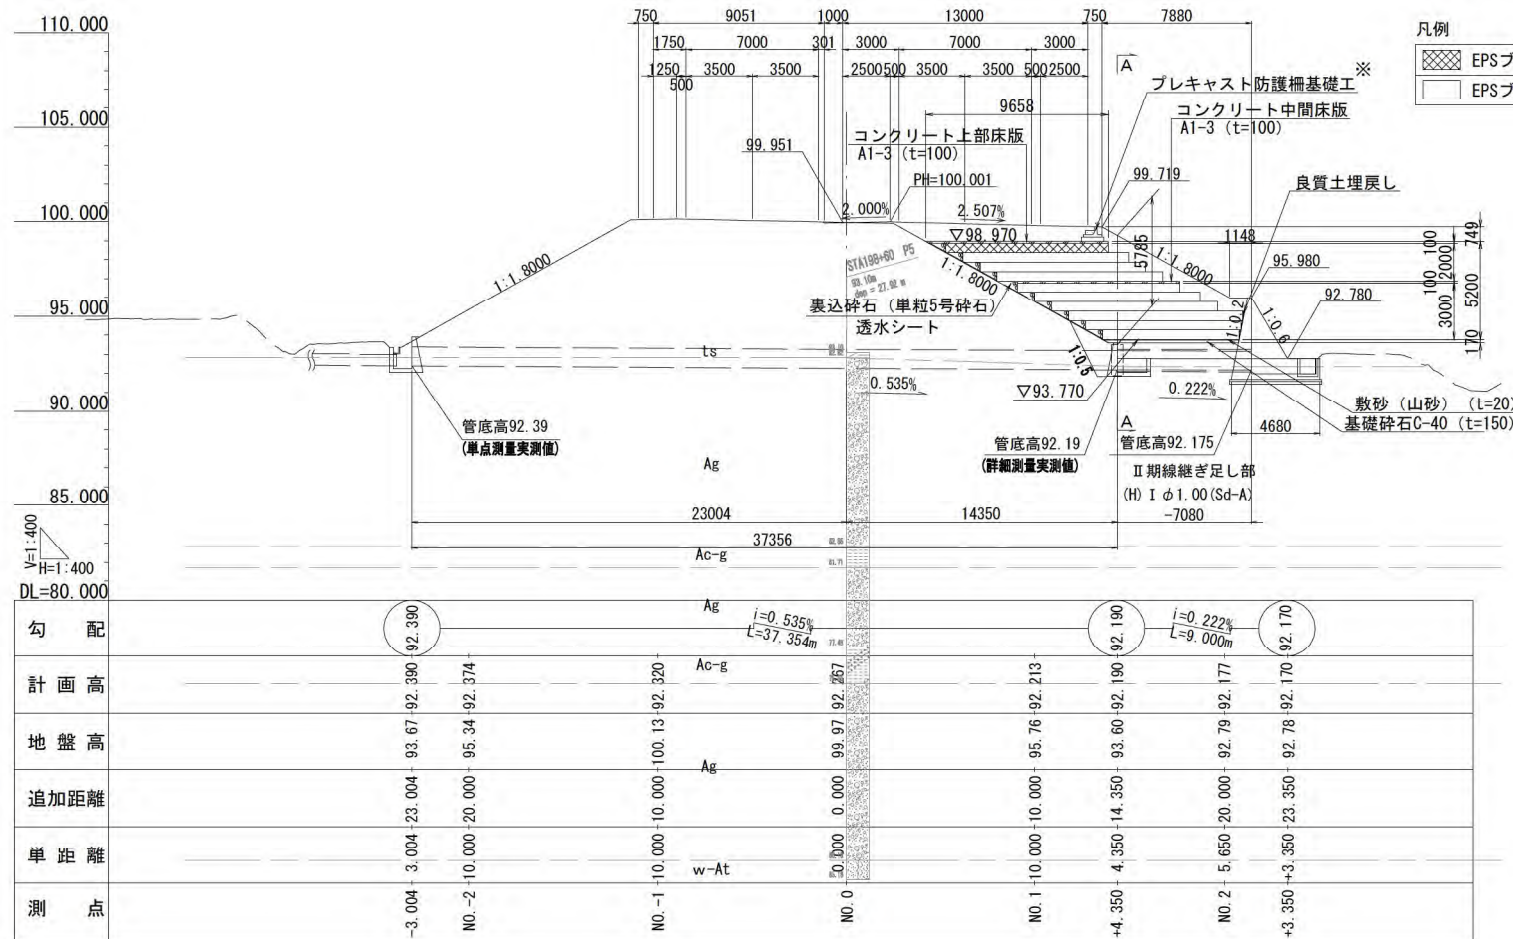 110.000
105.000
100.000
95.000
90.000
85.000
DL=80.000
V=1:400
H=1:400
750 9051 1000 13000 750 7880
1750 7000 301 3000 7000 3000
1250 3500 3500 2500 500 3500 3500 500 2500
500
9658
A
凡例
EPSブ
EPSブ
プレキャスト防護柵基礎工※
コンクリート中間床版
A1-3 (t=100)
コンクリート上部床版
A1-3 (t=100)
99.951
PH=100.001
99.719
良質土埋戻し
2.000%
2.507%
▽98.970
5785
1148
95.980
92.780
749
100
2000
100
3000
5200
170
STA198+60 P5
93.10m
dep = 27.92 m
1:1.8000
1:1.8000
1:1.8000
1:0.2
1:0.6
1:0.5
裏込砕石（単粒5号砕石）
透水シート
ts
0.535%
▽93.770
0.222%
敷砂（山砂）（t=20)
基礎砕石C-40（t=150)
4680
管底高92.39
(単点測量実測値)
管底高92.19
(詳細測量実測値)
A
管底高92.175
Ⅱ期線継ぎ足し部
(H) I φ1.00(Sd-A)
Ag
23004 14350 -7080
37356
Ac-g
Ag
Ac-g
Ag
w-At
勾配 92.390 i=0.535% L=37.354m 92.190 i=0.222% L=9.000m 92.170
計画高 92.390 92.374 92.320 92.267 92.213 92.190 92.177 92.170
地盤高 93.67 95.34 100.13 99.97 95.76 93.60 92.79 92.78
追加距離 -23.004 -20.000 -10.000 0.000 10.000 14.350 20.000 23.350
単距離 3.004 10.000 10.000 0.000 10.000 4.350 5.650 +3.350
測点 -3.004 NO.-2 NO.-1 NO.0 NO.1 +4.350 NO.2 +3.350